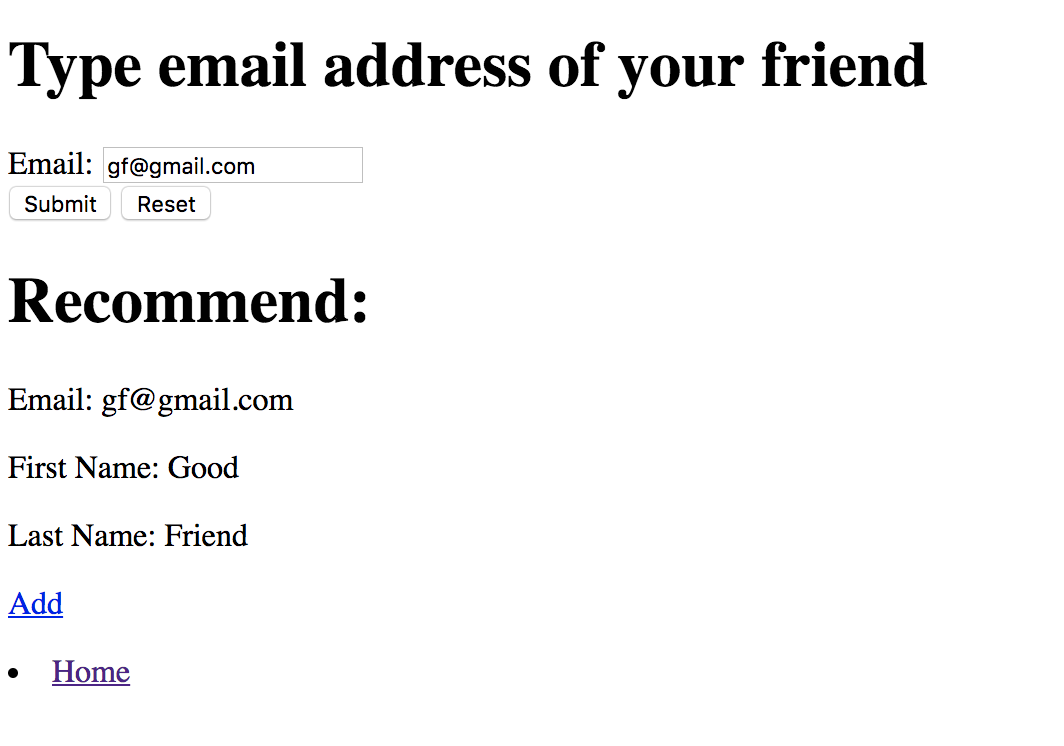 Type email address of your friend
Email: gf@gmail.com
Submit Reset
Recommend:
Email: gf@gmail.com
First Name: Good
Last Name: Friend
Add
• Home